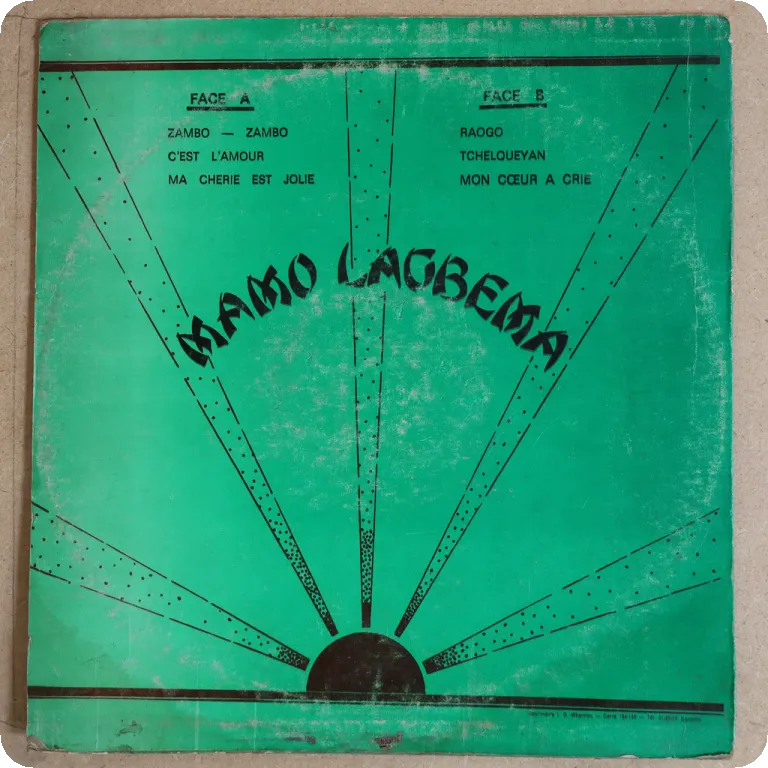 FACE A
ZAMBO — ZAMBO
C'EST L'AMOUR
MA CHERIE EST JOLIE
FACE B
RAOGO
TCHELQUEYAN
MON CŒUR A CRIE
MAMO LAGBEMA